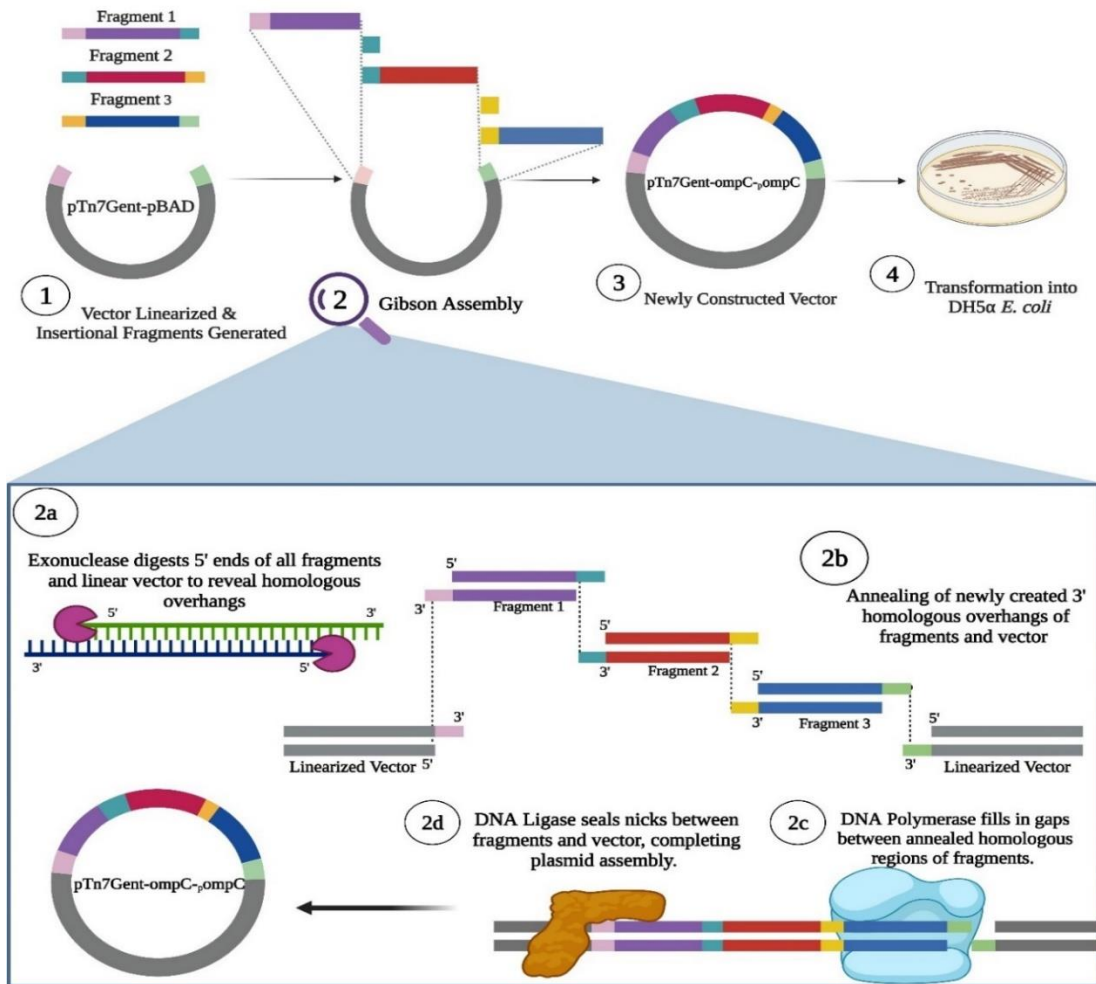 Fragment 1
Fragment 2
Fragment 3
pTn7Gent-pBAD
1
Vector Linearized &
Insertional Fragments Generated
2
Gibson Assembly
pTn7Gent-ompC-pompC
3
Newly Constructed Vector
4
Transformation into
DH5α E. coli
2a
Exonuclease digests 5' ends of all fragments
and linear vector to reveal homologous
overhangs
5'
3'
3'
5'
5'
3'
Fragment 1
5'
3'
Fragment 2
5'
3'
Fragment 3
3'
5'
Linearized Vector
5'
3'
Linearized Vector
2b
Annealing of newly created 3'
homologous overhangs of
fragments and vector
2c
DNA Polymerase fills in gaps
between annealed homologous
regions of fragments.
2d
DNA Ligase seals nicks between
fragments and vector, completing
plasmid assembly.
pTn7Gent-ompC-pompC